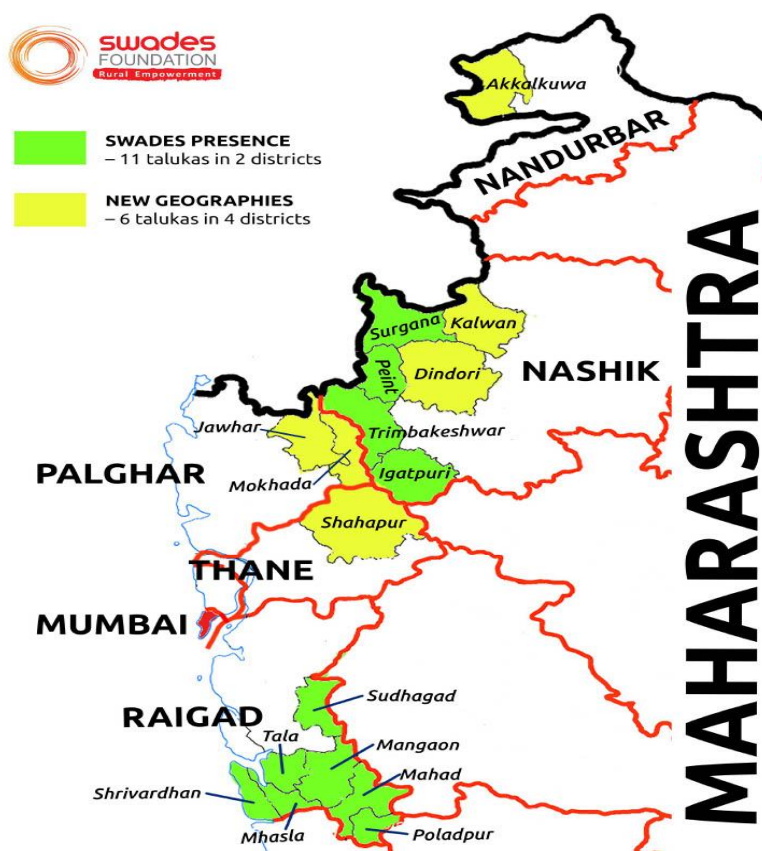 swades
FOUNDATION
Rural Empowerment
SWADES PRESENCE
– 11 talukas in 2 districts
NEW GEOGRAPHIES
– 6 talukas in 4 districts
Akkalkuwa
NANDURBAR
MAHARASHTRA
Surgana
Kalwan
Peint
Dindori
NASHIK
Jawhar
Trimbakeshwar
PALGHAR
Mokhada
Igatpuri
Shahapur
THANE
MUMBAI
Sudhagad
RAIGAD
Tala
Mangaon
Mahad
Shrivardhan
Mhasla
Poladpur